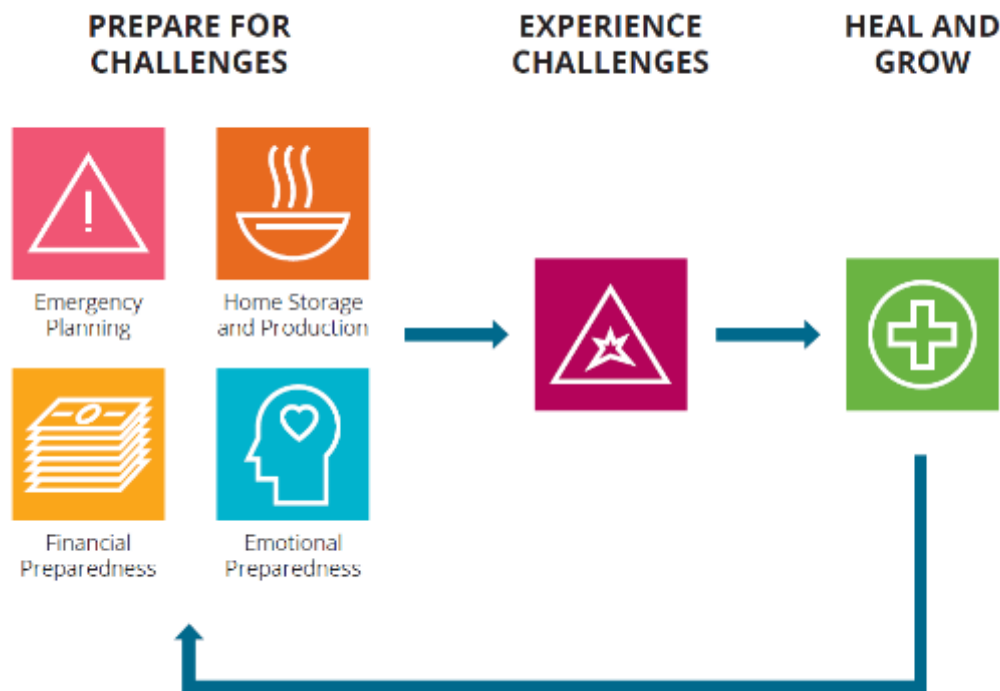 PREPARE FOR
CHALLENGES
EXPERIENCE
CHALLENGES
HEAL AND
GROW
Emergency
Planning
Home Storage
and Production
Financial
Preparedness
Emotional
Preparedness